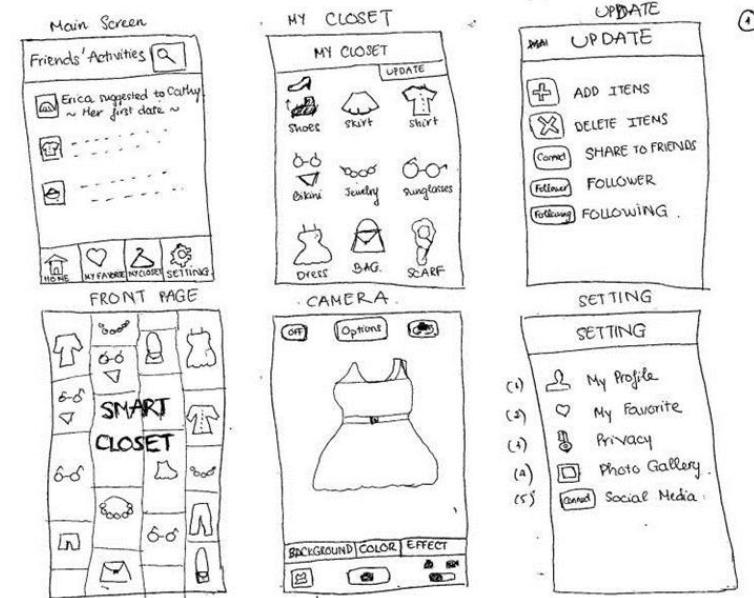 Main Screen
Friends' Activities
Erica suggested to Cathy
~ Her first date ~
HOME
MY FAVORITE
MY CLOSET
SETTING
MY CLOSET
MY CLOSET
UPDATE
Shoes
Skirt
Shirt
Bikini
Jewelry
Sunglasses
DRESS
BAG.
SCARF
UPDATE
UPDATE
ADD ITEMS
DELETE ITEMS
Connect SHARE TO FRIENDS
Follower FOLLOWER
Following FOLLOWING.
FRONT PAGE
SMART
CLOSET
CAMERA.
OFF
Options
BACKGROUND
COLOR
EFFECT
SETTING
SETTING
(1) My Profile
(2) My Favorite
Privacy
(4) Photo Gallery.
(5) Connect Social Media